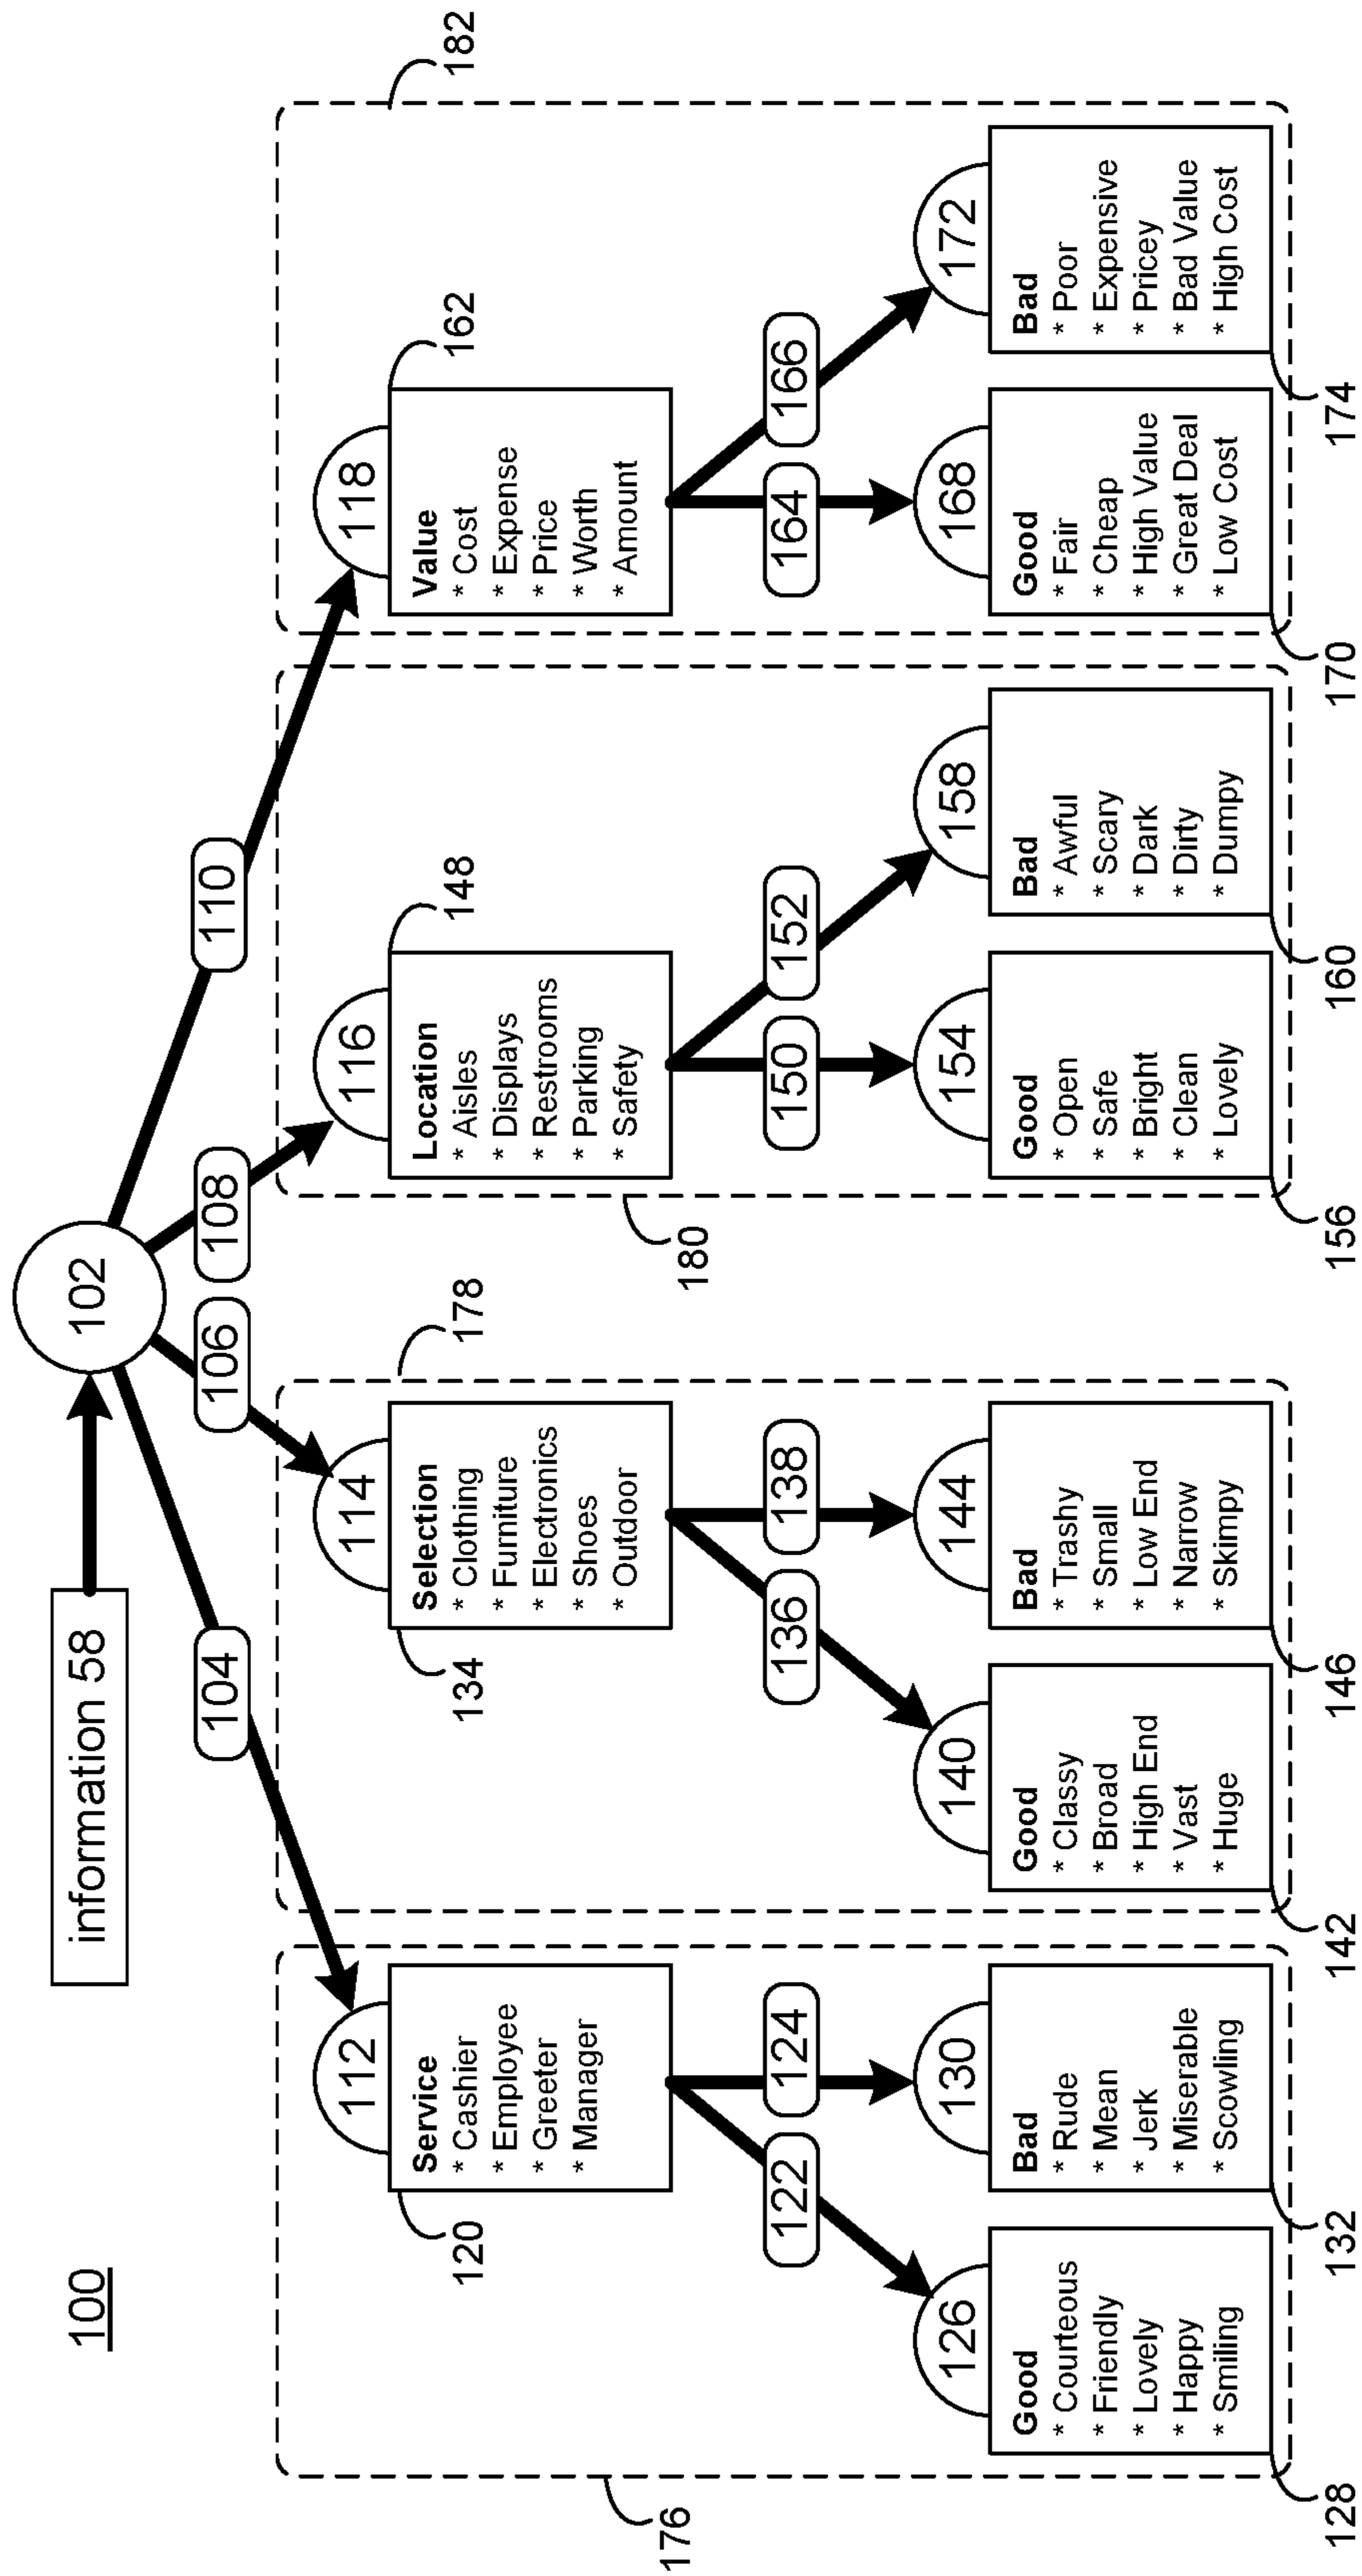 100
information 58
102
104
106
108
110
182
176
112
120
Service
* Cashier
* Employee
* Greeter
* Manager
122
124
126
Good
* Courteous
* Friendly
* Lovely
* Happy
* Smiling
128
130
Bad
* Rude
* Mean
* Jerk
* Miserable
* Scowling
132
178
114
134
Selection
* Clothing
* Furniture
* Electronics
* Shoes
* Outdoor
136
138
140
Good
* Classy
* Broad
* High End
* Vast
* Huge
142
144
Bad
* Trashy
* Small
* Low End
* Narrow
* Skimpy
146
180
116
148
Location
* Aisles
* Displays
* Restrooms
* Parking
* Safety
150
152
154
Good
* Open
* Safe
* Bright
* Clean
* Lovely
156
158
Bad
* Awful
* Scary
* Dark
* Dirty
* Dumpy
160
118
162
Value
* Cost
* Expense
* Price
* Worth
* Amount
164
166
168
Good
* Fair
* Cheap
* High Value
* Great Deal
* Low Cost
170
172
Bad
* Poor
* Expensive
* Pricey
* Bad Value
* High Cost
174